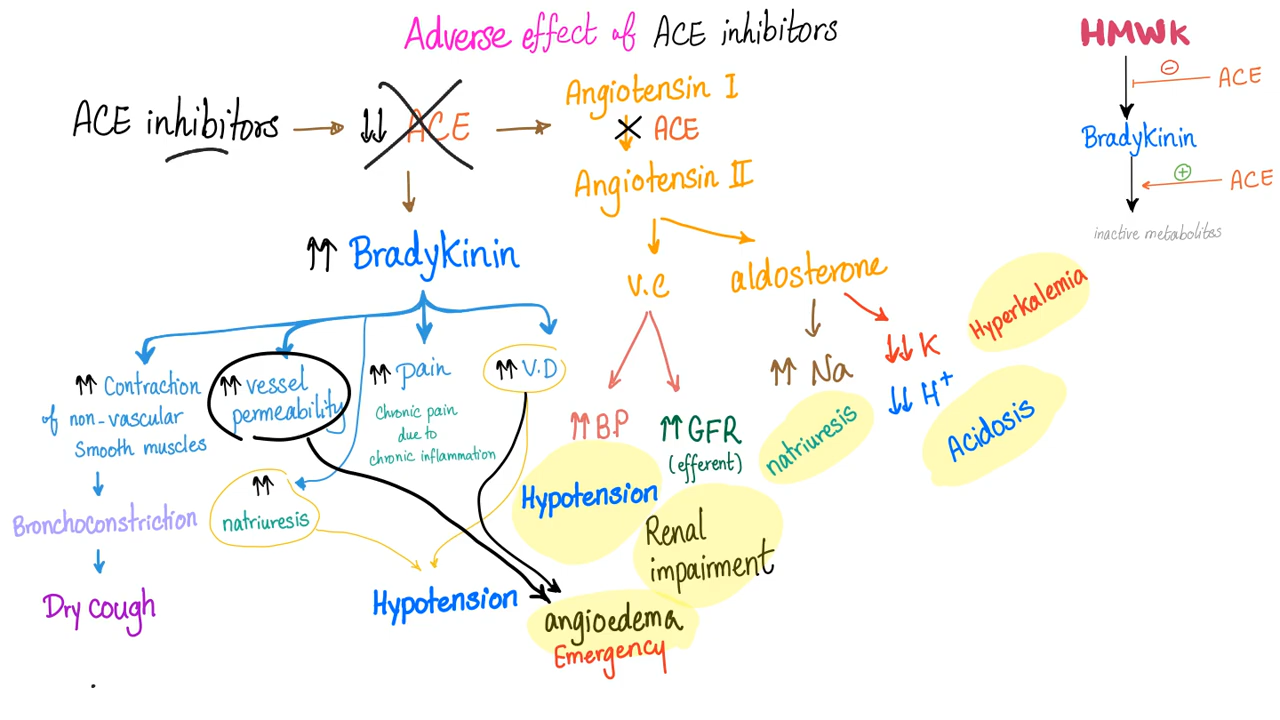 Adverse effect of ACE inhibitors
ACE inhibitors
↓↓ ACE
Angiotensin I
ACE
Angiotensin II
↑↑ Bradykinin
↑↑ Contraction
of non-vascular
Smooth muscles
Bronchoconstriction
Dry cough
↑↑ vessel
permeability
↑↑
natriuresis
↑↑ pain
Chronic pain
due to
chronic inflammation
↑↑ V.D
Hypotension
angioedema
Emergency
V.C
↑↑ B.P
Hypotension
↑↑ GFR
(efferent)
Renal
impairment
aldosterone
↑↑ Na
natriuresis
↓↓ K
↓↓ H+
Hyperkalemia
Acidosis
HMWK
⊖ ACE
Bradykinin
⊕ ACE
inactive metabolites